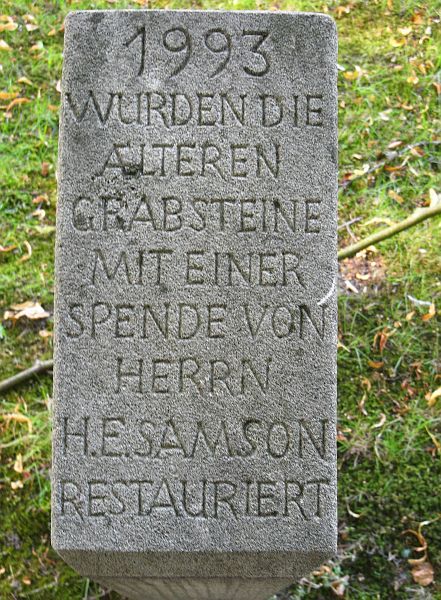 1993
WURDEN DIE
ÄLTEREN
GRABSTEINE
MIT EINER
SPENDE VON
HERRN
H.E.SAMSON
RESTAURIERT